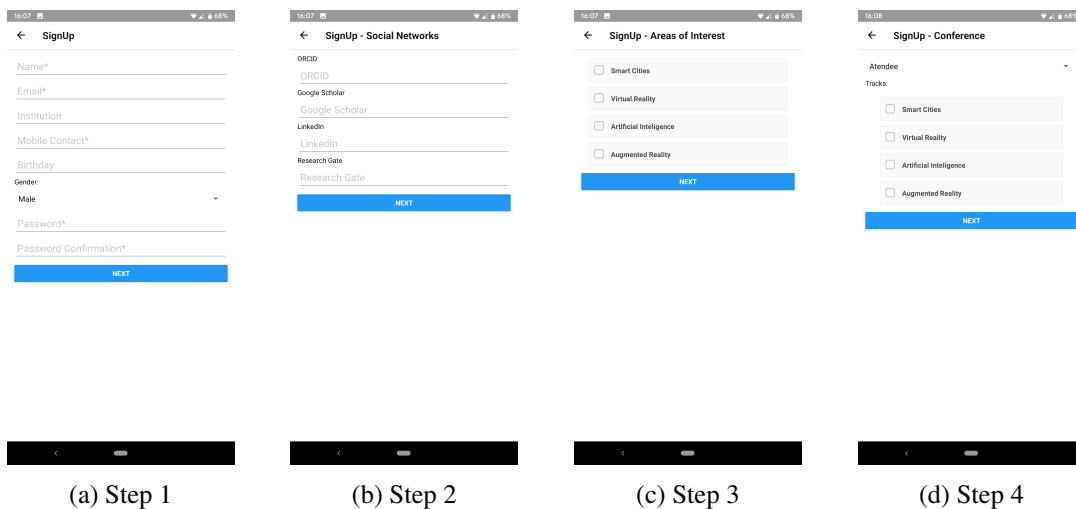 16:07 68%
SignUp
Name*
Email*
Institution
Mobile Contact*
Birthday
Gender:
Male
Password*
Password Confirmation*
NEXT
(a) Step 1
16:07 68%
SignUp - Social Networks
ORCID
ORCID
Google Scholar
Google Scholar
LinkedIn
LinkedIn
Research Gate
Research Gate
NEXT
(b) Step 2
16:07 68%
SignUp - Areas of Interest
Smart Cities
Virtual Reality
Artificial Inteligence
Augmented Reality
NEXT
(c) Step 3
16:08 68%
SignUp - Conference
Atendee
Tracks:
Smart Cities
Virtual Reality
Artificial Inteligence
Augmented Reality
NEXT
(d) Step 4